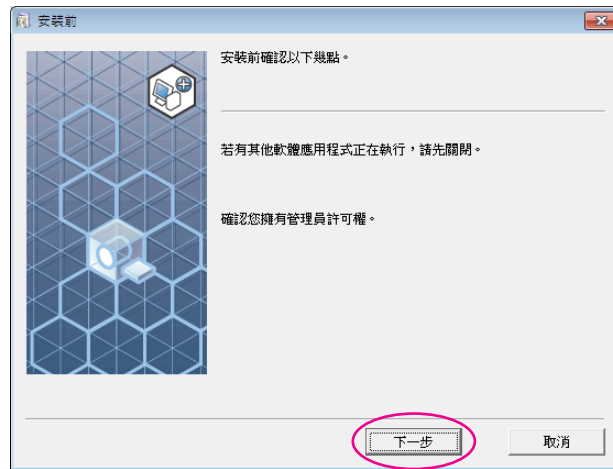 安裝前
安裝前確認以下幾點。
若有其他軟體應用程式正在執行，請先關閉。
確認您擁有管理員許可權。
下一步
取消